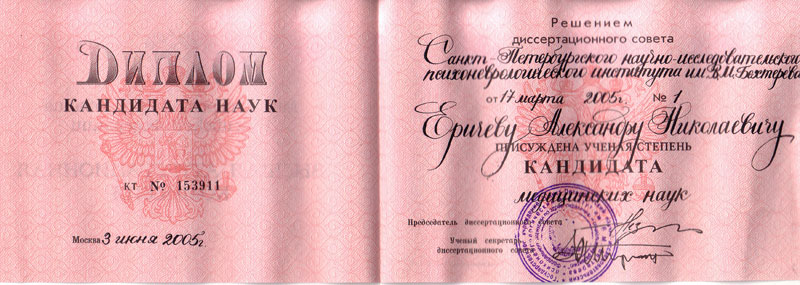 ДИПЛОМ
КАНДИДАТА НАУК
КТ № 153911
Москва 3 июня 2005г.
Решением
диссертационного совета
Санкт-Петербургского научно-исследовательского
психоневрологического института им. В.М. Бехтерева
от 17 марта 2005г. № 1
Еричеву Александру Николаевичу
ПРИСУЖДЕНА УЧЕНАЯ СТЕПЕНЬ
КАНДИДАТА
медицинских наук
Председатель диссертационного совета
Ученый секретарь
диссертационного совета